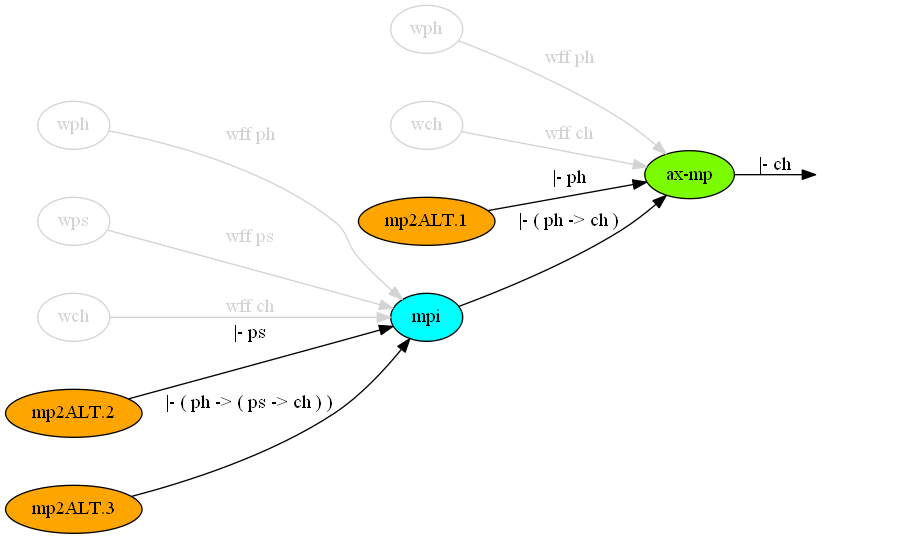 wph
wff ph
wph
wff ph
wch
wff ch
ax-mp
|- ch
|- ph
mp2ALT.1
|- ( ph -> ch )
wps
wff ps
wch
wff ch
mpi
|- ps
mp2ALT.2
|- ( ph -> ( ps -> ch ) )
mp2ALT.3